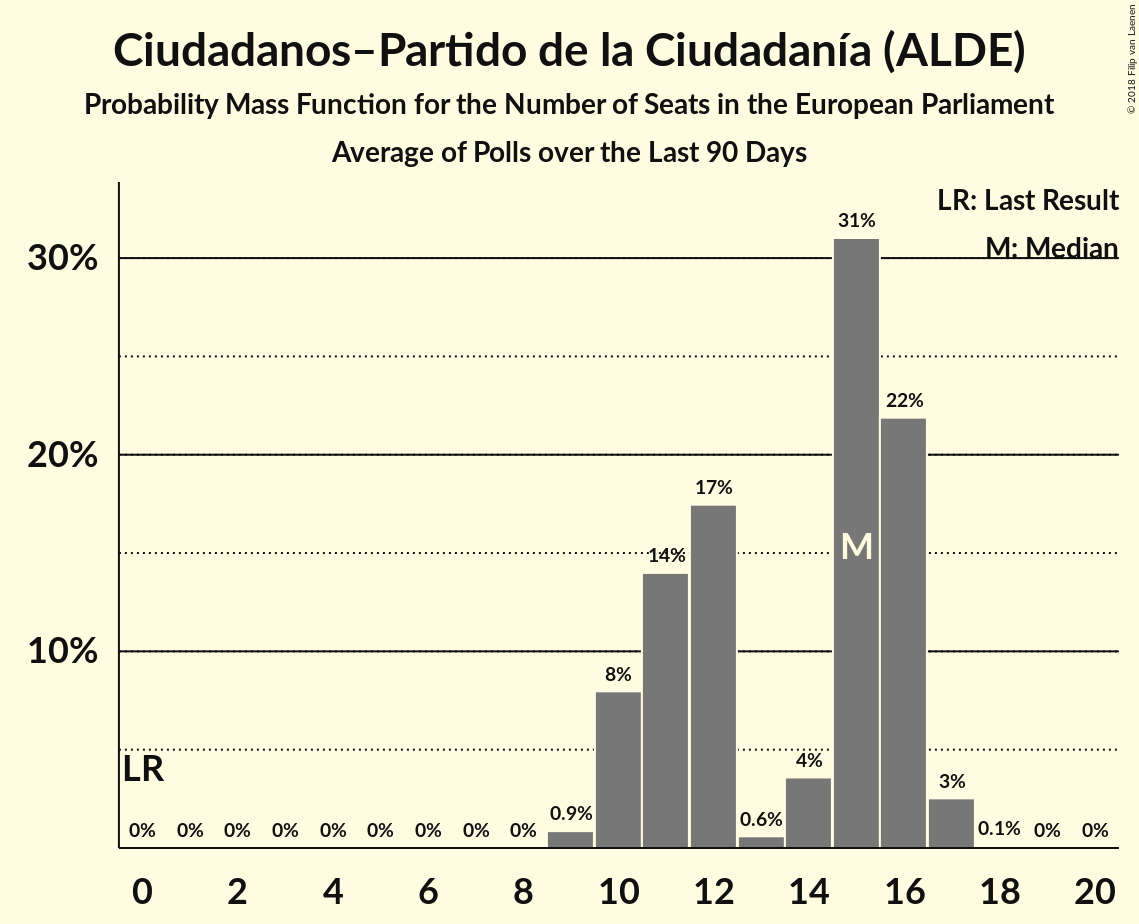 Ciudadanos–Partido de la Ciudadanía (ALDE)
Probability Mass Function for the Number of Seats in the European Parliament
Average of Polls over the Last 90 Days
© 2018 Filip van Laenen
LR: Last Result
M: Median
30%
20%
10%
31%
22%
17%
14%
8%
4%
3%
0.9%
0.6%
0.1%
M
LR
0% 0% 0% 0% 0% 0% 0% 0% 0% 0% 0%
0 2 4 6 8 10 12 14 16 18 20